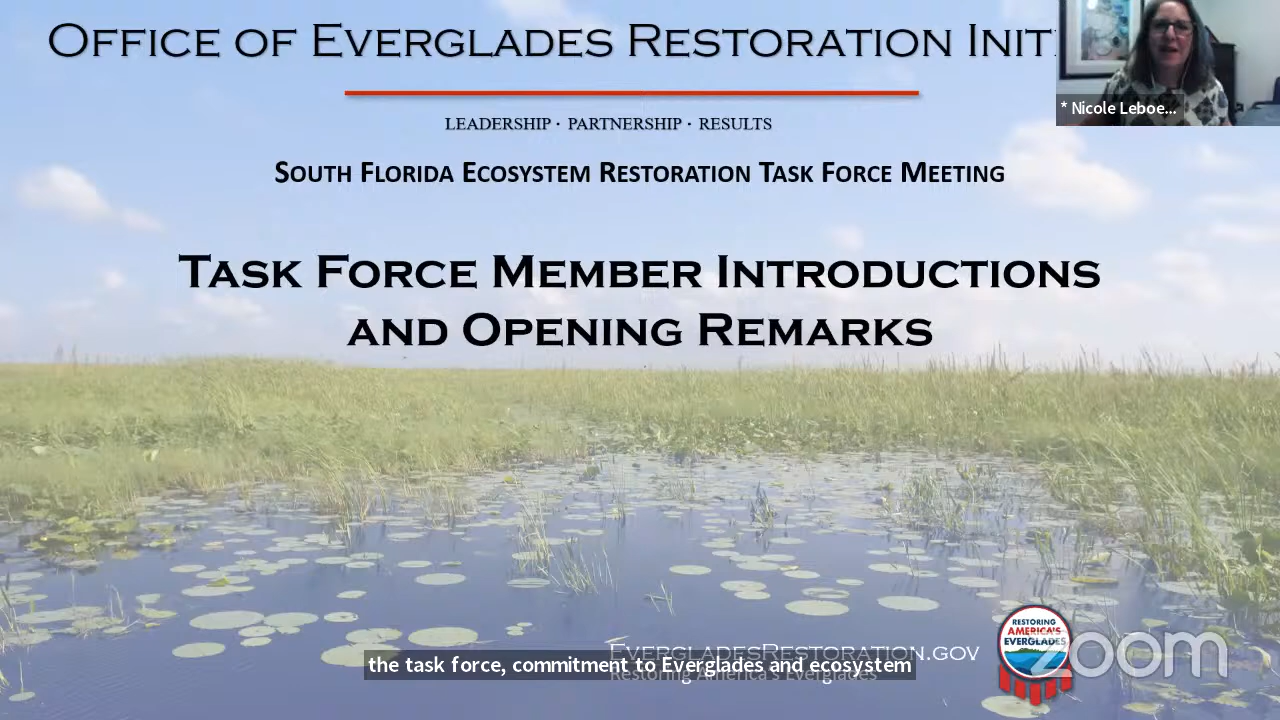 OFFICE OF EVERGLADES RESTORATION INITI
* Nicole Leboe...
LEADERSHIP · PARTNERSHIP · RESULTS
SOUTH FLORIDA ECOSYSTEM RESTORATION TASK FORCE MEETING
TASK FORCE MEMBER INTRODUCTIONS
AND OPENING REMARKS
RESTORING
AMERICA'S
EVERGLADES
EVERGLADESRESTORATION.GOV
zoom
the task force, commitment to Everglades and ecosystem
Restoring America's Everglades